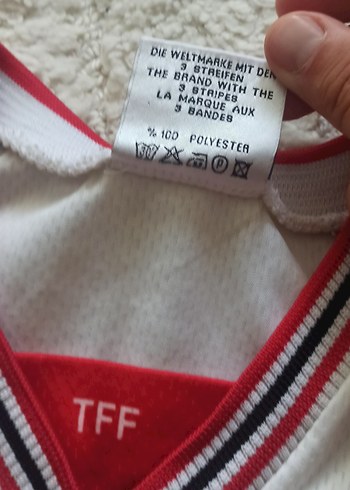 DIE WELTMARKE MIT DEN
3 STREIFEN
THE BRAND WITH THE
3 STRIPES
LA MARQUE AUX
3 BANDES
% 100 POLYESTER
P
TFF